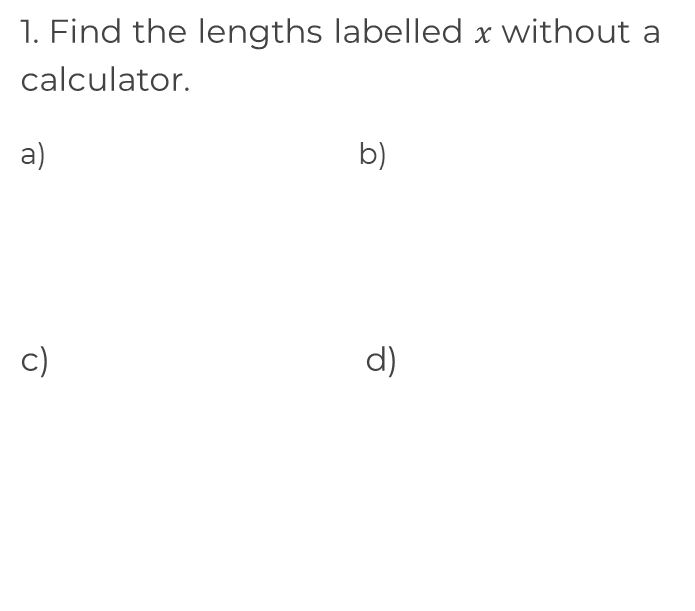 1. Find the lengths labelled x without a
calculator.
a) b)
c) d)